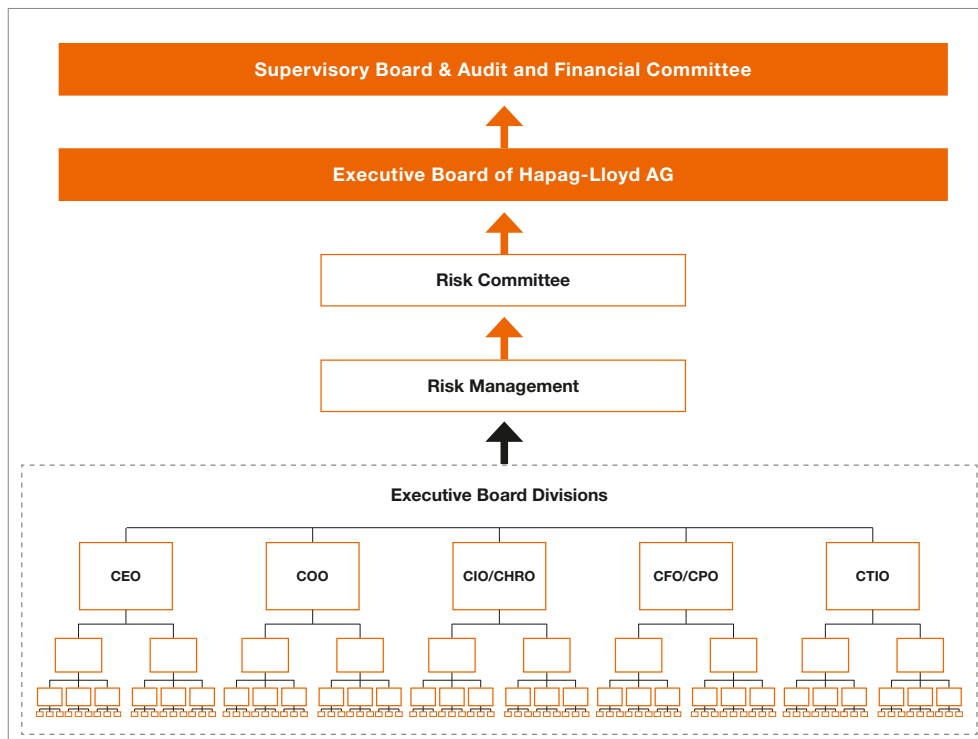 Supervisory Board & Audit and Financial Committee
Executive Board of Hapag-Lloyd AG
Risk Committee
Risk Management
Executive Board Divisions
CEO
COO
CIO/CHRO
CFO/CPO
CTIO